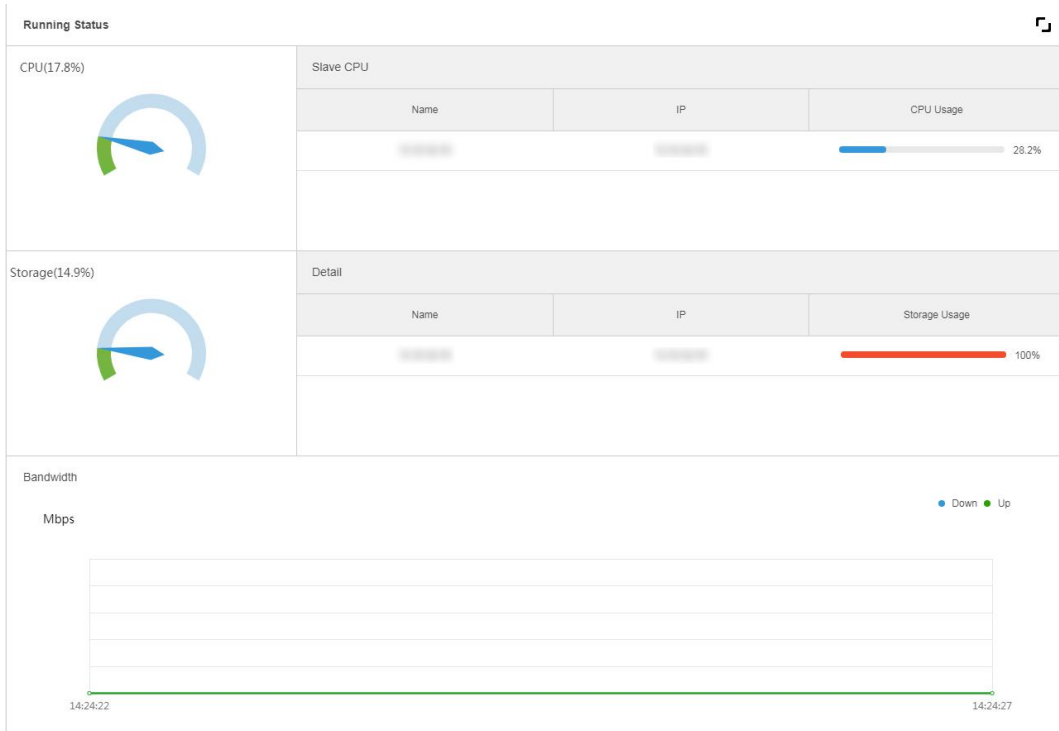 Running Status
CPU(17.8%)
Slave CPU
Name IP CPU Usage
28.2%
Storage(14.9%)
Detail
Name IP Storage Usage
100%
Bandwidth
Down Up
Mbps
14:24:22 14:24:27